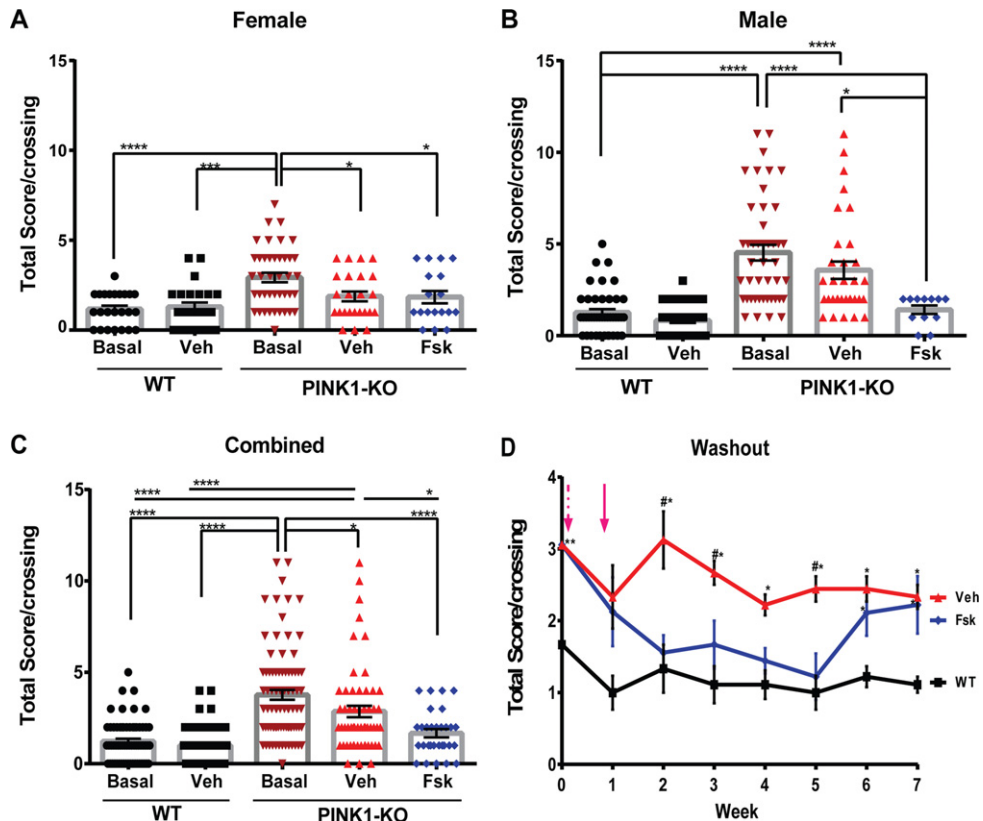 A
Female
Total Score/crossing
15
10
5
0
****
***
*
*
Basal
Veh
Basal
Veh
Fsk
WT
PINK1-KO
B
Male
Total Score/crossing
15
10
5
0
****
****
****
*
Basal
Veh
Basal
Veh
Fsk
WT
PINK1-KO
C
Combined
Total Score/crossing
15
10
5
0
****
****
*
****
****
****
*
Basal
Veh
Basal
Veh
Fsk
WT
PINK1-KO
D
Washout
Total Score/crossing
4
3
2
1
0
**
#*
#*
*
#*
*
*
*
*
Veh
Fsk
WT
0 1 2 3 4 5 6 7
Week